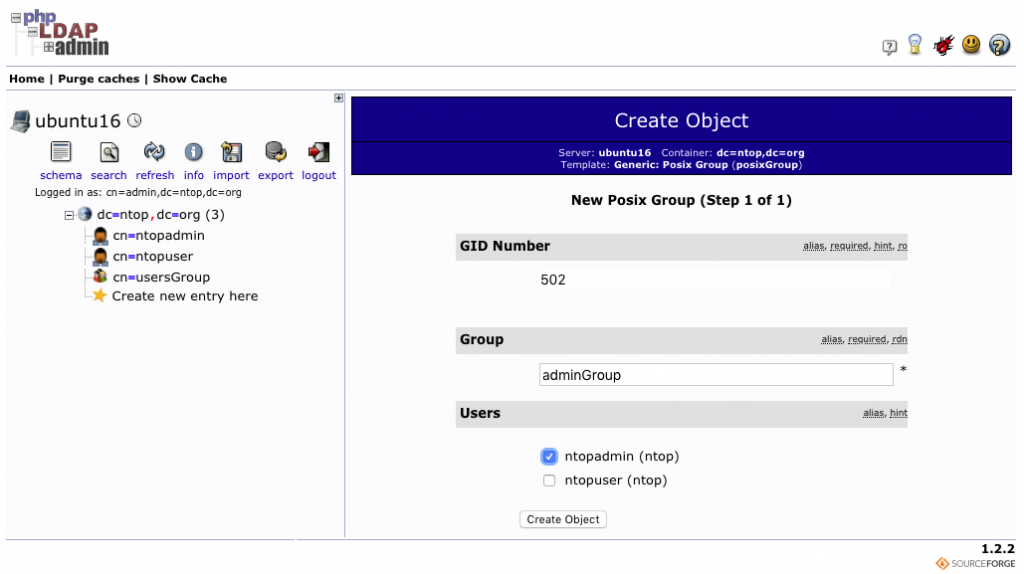 php
LDAP
admin
Home | Purge caches | Show Cache
ubuntu16
schema search refresh info import export logout
Logged in as: cn=admin,dc=ntop,dc=org
dc=ntop,dc=org (3)
cn=ntopadmin
cn=ntopuser
cn=usersGroup
Create new entry here
Create Object
Server: ubuntu16 Container: dc=ntop,dc=org
Template: Generic: Posix Group (posixGroup)
New Posix Group (Step 1 of 1)
GID Number alias, required, hint, ro
502
Group alias, required, rdn
adminGroup *
Users alias, hint
ntopadmin (ntop)
ntopuser (ntop)
Create Object
1.2.2
SOURCEFORGE